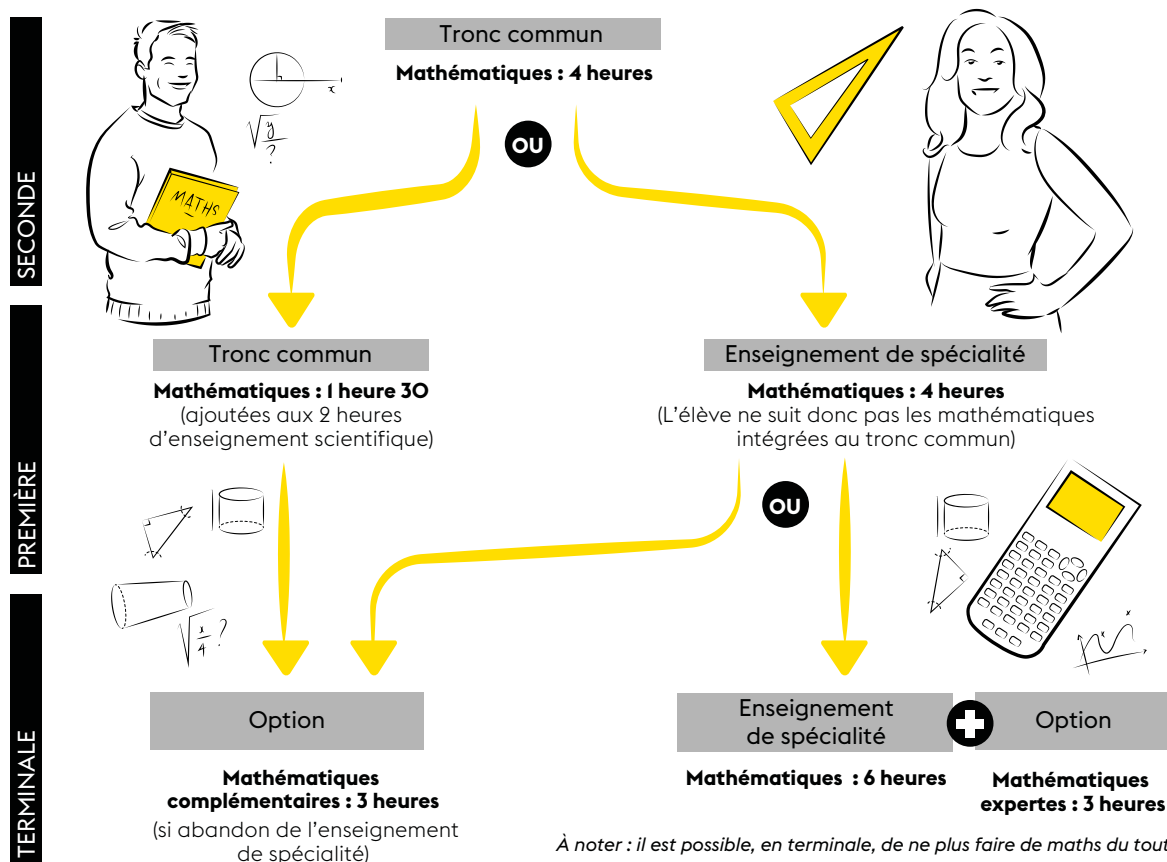 SECONDE
Tronc commun
Mathématiques : 4 heures
OU
x
√y/?
MATHS
PREMIÈRE
Tronc commun
Mathématiques : 1 heure 30
(ajoutées aux 2 heures
d'enseignement scientifique)
Enseignement de spécialité
Mathématiques : 4 heures
(L'élève ne suit donc pas les mathématiques
intégrées au tronc commun)
OU
√x/4 ?
x
x
TERMINALE
Option
Mathématiques
complémentaires : 3 heures
(si abandon de l'enseignement
de spécialité)
Enseignement
de spécialité
Mathématiques : 6 heures
Option
Mathématiques
expertes : 3 heures
À noter : il est possible, en terminale, de ne plus faire de maths du tout